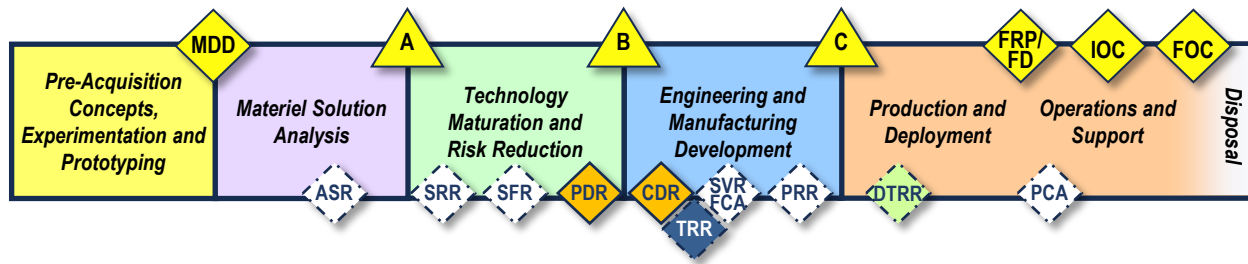 MDD
A
B
C
FRP/
FD
IOC
FOC
Pre-Acquisition
Concepts,
Experimentation and
Prototyping
Materiel Solution
Analysis
Technology
Maturation and
Risk Reduction
Engineering and
Manufacturing
Development
Production and
Deployment
Operations and
Support
Disposal
ASR
SRR
SFR
PDR
CDR
TRR
SVR
FCA
PRR
DTRR
PCA